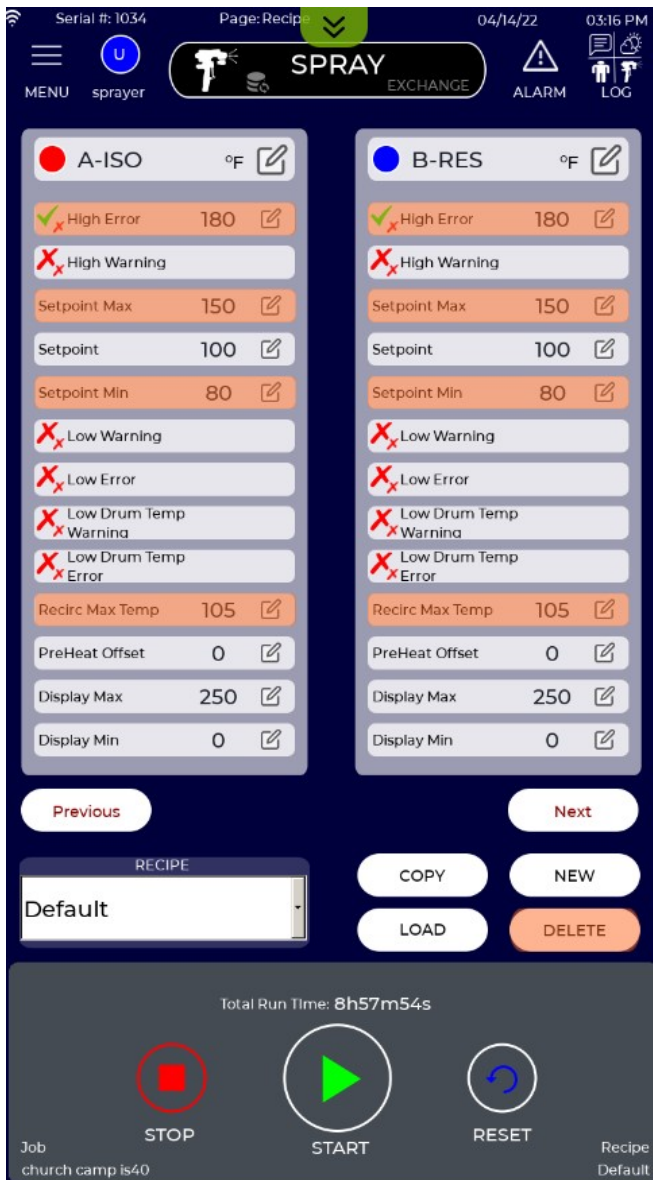 Serial #: 1034 Page: Recipe 04/14/22 03:16 PM
U
SPRAY
EXCHANGE
MENU sprayer ALARM LOG
A-ISO °F
High Error 180
High Warning
Setpoint Max 150
Setpoint 100
Setpoint Min 80
Low Warning
Low Error
Low Drum Temp
Warning
Low Drum Temp
Error
Recirc Max Temp 105
PreHeat Offset 0
Display Max 250
Display Min 0
B-RES °F
High Error 180
High Warning
Setpoint Max 150
Setpoint 100
Setpoint Min 80
Low Warning
Low Error
Low Drum Temp
Warning
Low Drum Temp
Error
Recirc Max Temp 105
PreHeat Offset 0
Display Max 250
Display Min 0
Previous Next
RECIPE
Default
COPY NEW
LOAD DELETE
Total Run TIme: 8h57m54s
STOP START RESET
Job
church camp is40
Recipe
Default